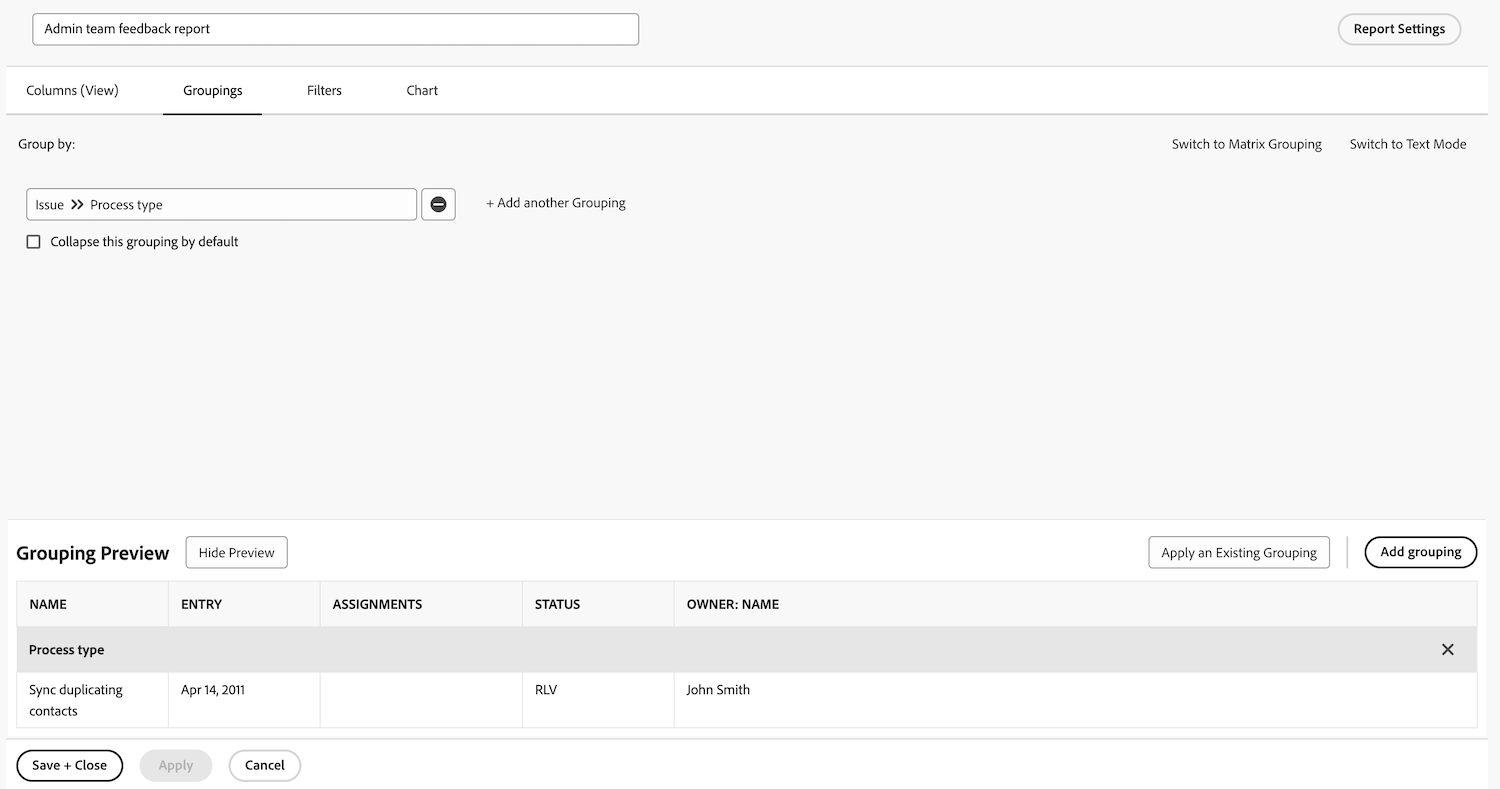 Admin team feedback report
Report Settings
Columns (View) Groupings Filters Chart
Group by: Switch to Matrix Grouping Switch to Text Mode
Issue >> Process type + Add another Grouping
Collapse this grouping by default
Grouping Preview Hide Preview Apply an Existing Grouping Add grouping
NAME ENTRY ASSIGNMENTS STATUS OWNER: NAME
Process type
Sync duplicating Apr 14, 2011 RLV John Smith
contacts
Save + Close Apply Cancel